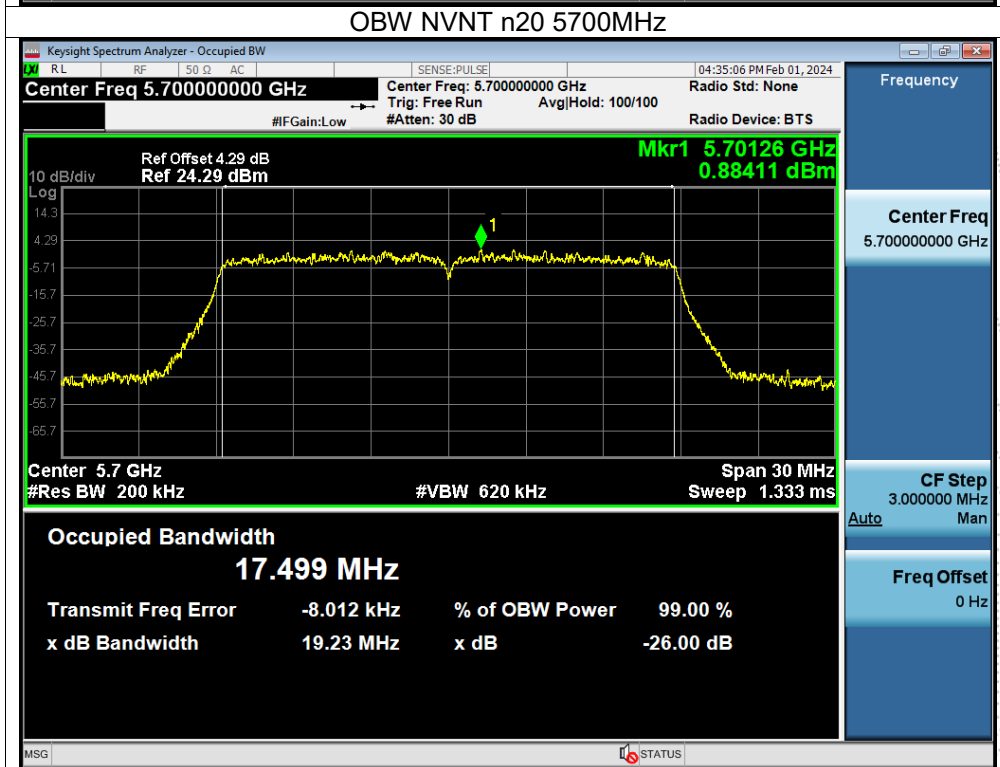 OBW NVNT n20 5700MHz
Keysight Spectrum Analyzer - Occupied BW
LXI RL RF 50 Ω AC SENSE:PULSE 04:35:06 PM Feb 01, 2024
Center Freq 5.700000000 GHz
Center Freq: 5.700000000 GHz
Radio Std: None
Trig: Free Run Avg|Hold: 100/100
#IFGain:Low
#Atten: 30 dB
Radio Device: BTS
Frequency
Mkr1 5.70126 GHz
0.88411 dBm
Ref Offset 4.29 dB
10 dB/div Ref 24.29 dBm
Log
14.3
1
4.29
-5.71
-15.7
-25.7
-35.7
-45.7
-55.7
-65.7
Center 5.7 GHz Span 30 MHz
#Res BW 200 kHz #VBW 620 kHz Sweep 1.333 ms
Center Freq
5.700000000 GHz
CF Step
3.000000 MHz
Auto Man
Freq Offset
0 Hz
Occupied Bandwidth
17.499 MHz
Transmit Freq Error -8.012 kHz % of OBW Power 99.00 %
x dB Bandwidth 19.23 MHz x dB -26.00 dB
MSG STATUS